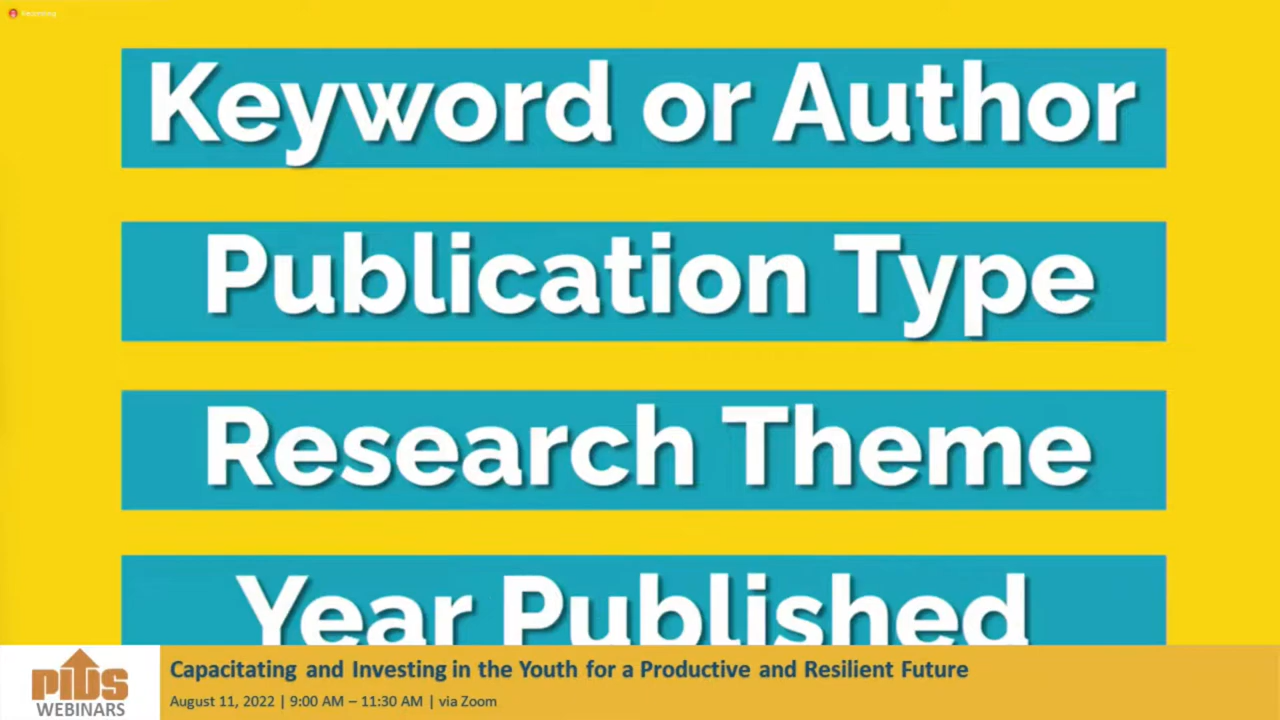 Recording
Keyword or Author
Publication Type
Research Theme
Year Published
PIDS
WEBINARS
Capacitating and Investing in the Youth for a Productive and Resilient Future
August 11, 2022 | 9:00 AM – 11:30 AM | via Zoom